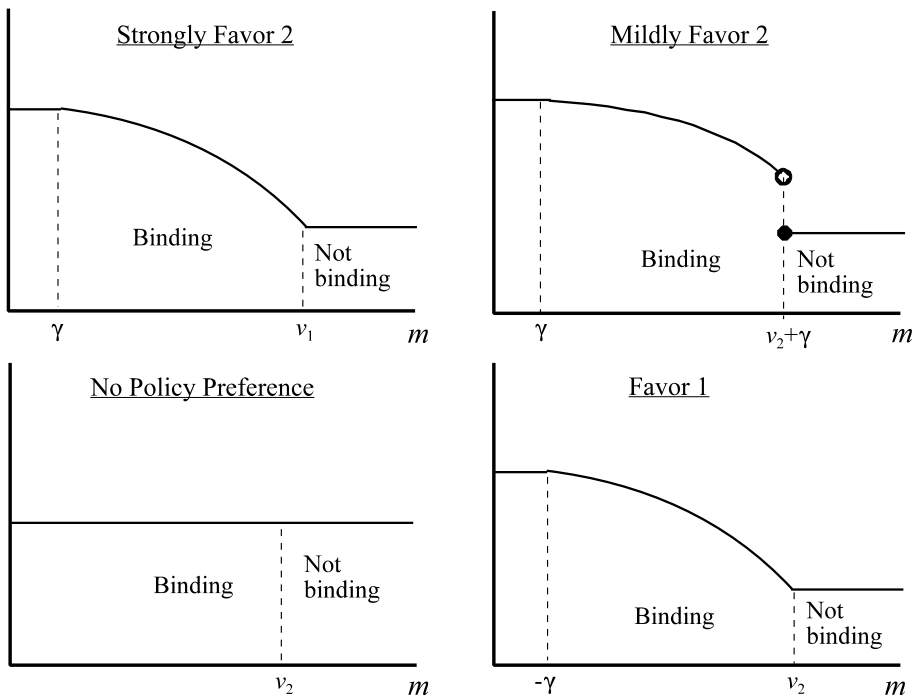 Strongly Favor 2
Binding
Not
binding
γ
v₁
m
Mildly Favor 2
Binding
Not
binding
γ
v₂+γ
m
No Policy Preference
Binding
Not
binding
v₂
m
Favor 1
Binding
Not
binding
-γ
v₂
m